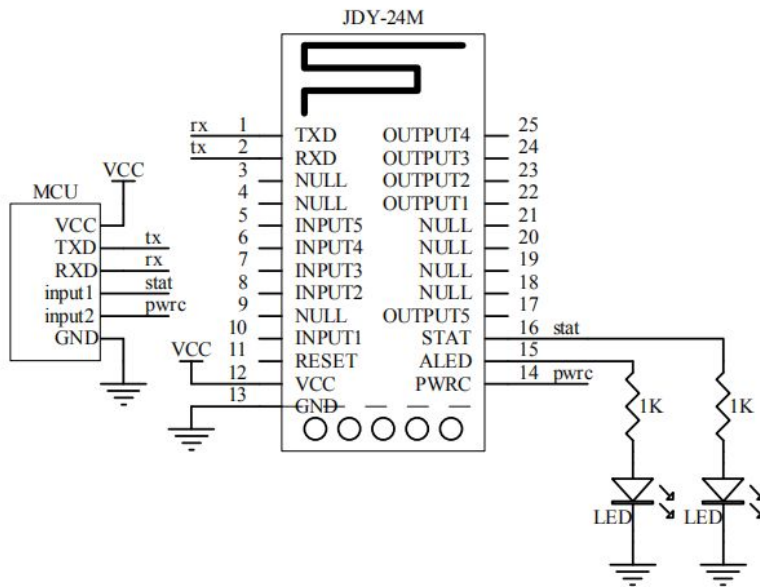 JDY-24M
rx 1 TXD OUTPUT4 25
tx 2 RXD OUTPUT3 24
3 NULL OUTPUT2 23
4 NULL OUTPUT1 22
5 INPUT5 NULL 21
6 INPUT4 NULL 20
7 INPUT3 NULL 19
8 INPUT2 NULL 18
9 NULL OUTPUT5 17
10 INPUT1 STAT 16 stat
11 RESET ALED 15
VCC 12 VCC PWRC 14 pwrc
13 GND
VCC
MCU
VCC
TXD tx
RXD rx
input1 stat
input2 pwrc
GND
1K 1K
LED LED